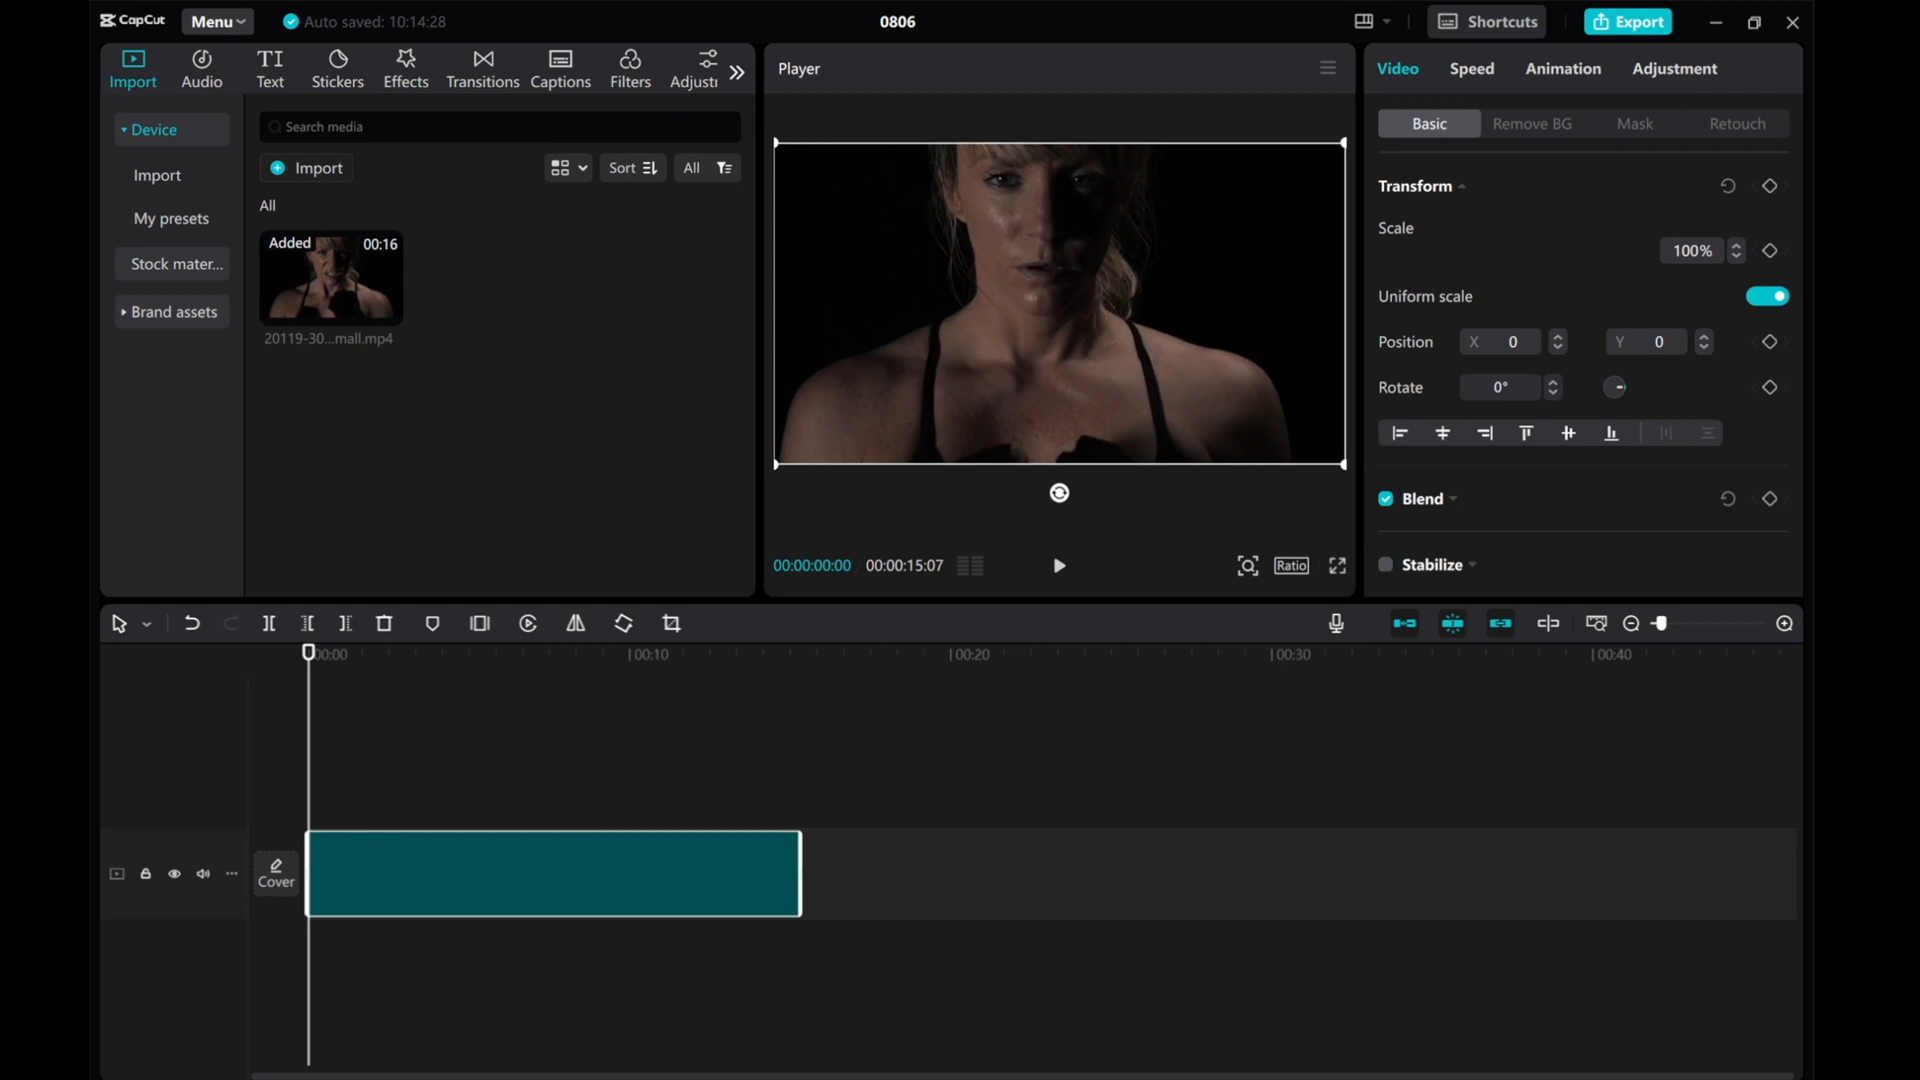 CapCut
Menu
Auto saved: 10:14:28
0806
Shortcuts
Export
Import
Audio
TI
Text
Stickers
Effects
Transitions
Captions
Filters
Adjustı
Player
Video
Speed
Animation
Adjustment
Device
Import
My presets
Stock mater...
Brand assets
Search media
Import
Sort
All
All
Added
00:16
20119-30...mall.mp4
Basic
Remove BG
Mask
Retouch
Transform
Scale
100%
Uniform scale
Position
X 0
Y 0
Rotate
0°
Blend
Stabilize
00:00:00:00 / 00:00:15:07
Ratio
00:00
00:10
00:20
00:30
00:40
Cover